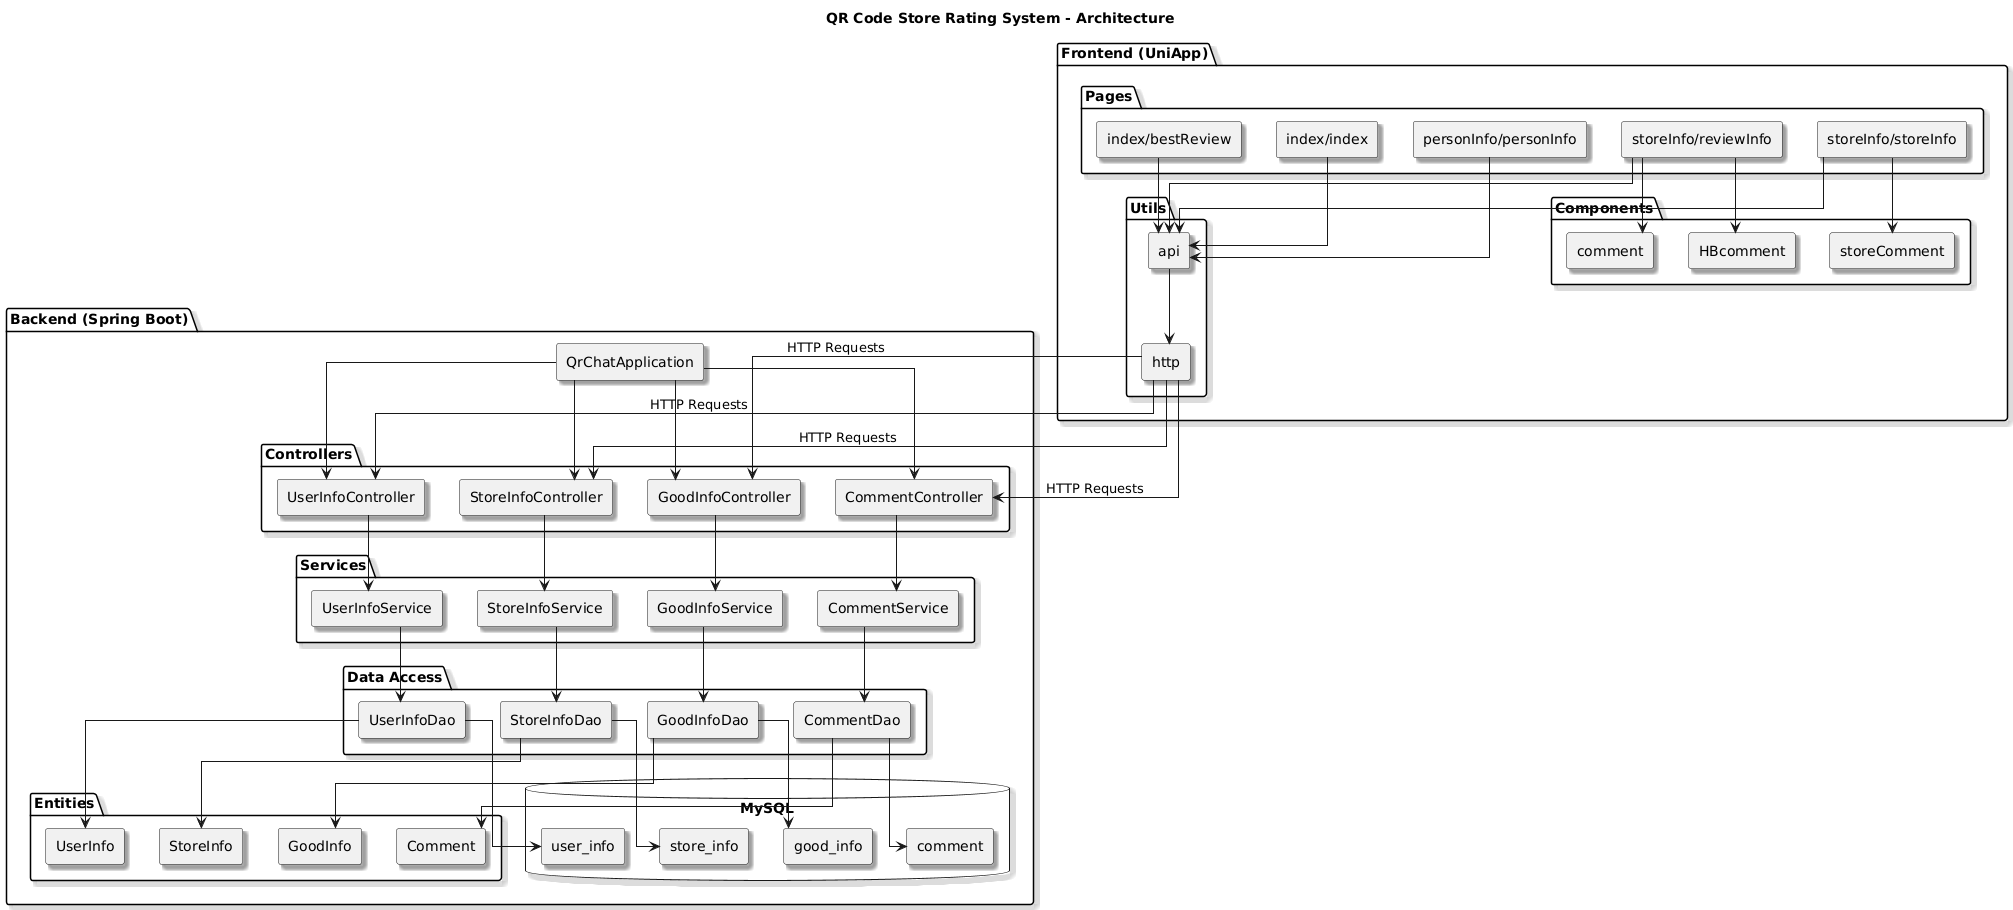 QR Code Store Rating System - Architecture
Frontend (UniApp)
Pages
index/bestReview
index/index
personInfo/personInfo
storeInfo/reviewInfo
storeInfo/storeInfo
Utils
Components
api
comment
HBcomment
storeComment
http
Backend (Spring Boot)
QrChatApplication
HTTP Requests
HTTP Requests
HTTP Requests
HTTP Requests
Controllers
UserInfoController
StoreInfoController
GoodInfoController
CommentController
Services
UserInfoService
StoreInfoService
GoodInfoService
CommentService
Data Access
UserInfoDao
StoreInfoDao
GoodInfoDao
CommentDao
Entities
UserInfo
StoreInfo
GoodInfo
Comment
MySQL
user_info
store_info
good_info
comment